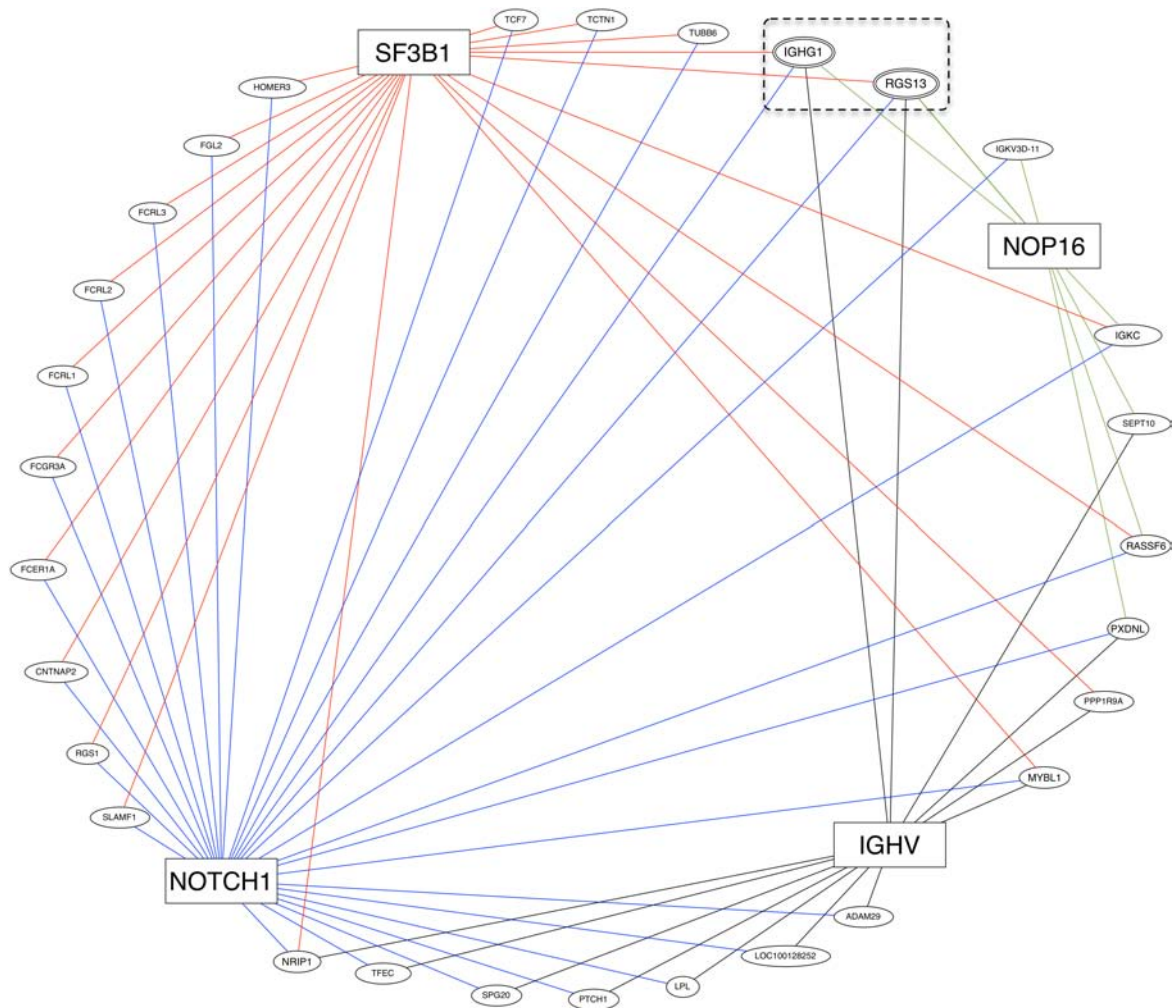 TCF7
TCTN1
TUBB6
SF3B1
IGHG1
RGS13
HOMER3
FGL2
IGKV3D-11
FCRL3
NOP16
FCRL2
IGKC
FCRL1
SEPT10
FCGR3A
RASSF6
FCER1A
PXDNL
CNTNAP2
PPP1R9A
RGS1
MYBL1
SLAMF1
IGHV
NOTCH1
ADAM29
LOC100128252
NRIP1
TFEC
LPL
SPG20
PTCH1